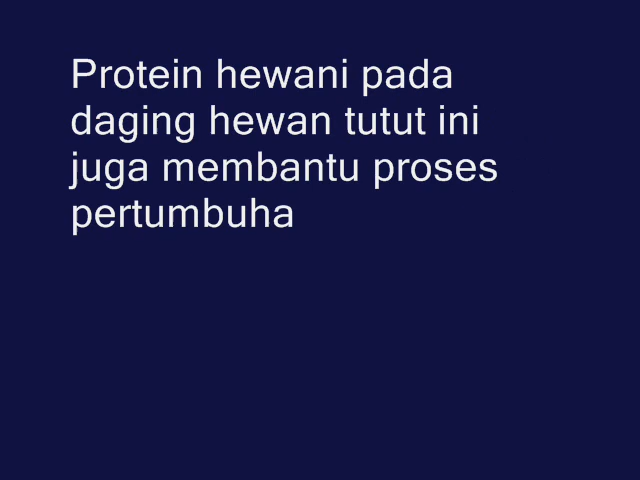 Protein hewani pada
daging hewan tutut ini
juga membantu proses
pertumbuha